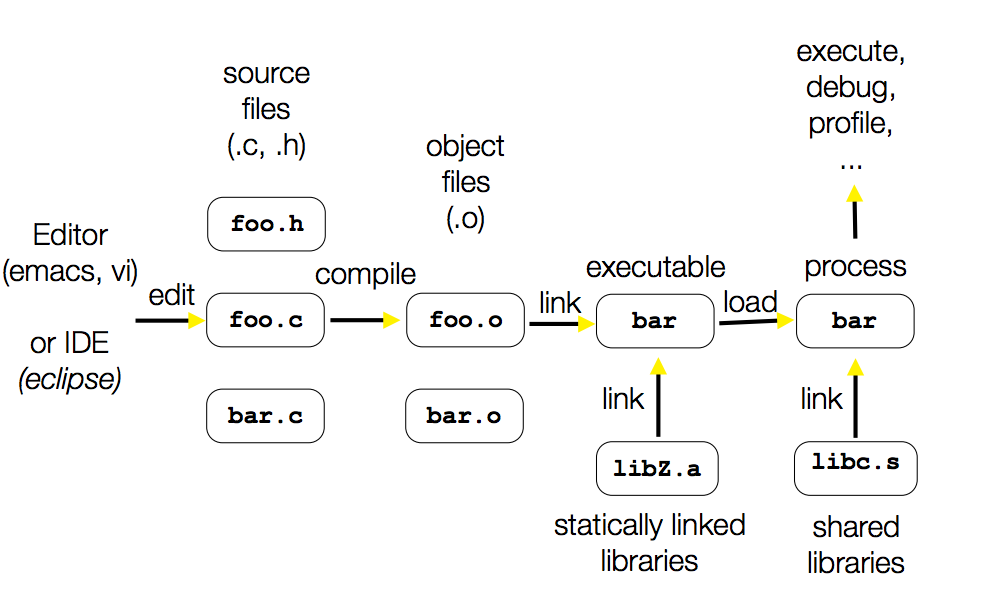 execute,
debug,
profile,
...
source
files
(.c, .h)
object
files
(.o)
foo.h
Editor
(emacs, vi)
or IDE
(eclipse)
edit
compile
link
executable
load
process
foo.c
foo.o
bar
bar
bar.c
bar.o
link
link
libZ.a
libc.s
statically linked
libraries
shared
libraries